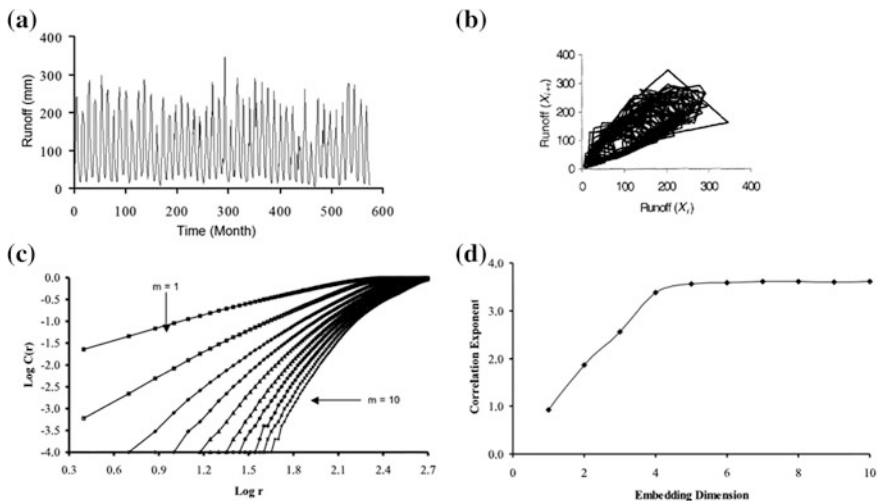 (a)
400
300
200
100
0
Runoff (mm)
0 100 200 300 400 500 600
Time (Month)
(b)
400
300
200
100
0
Runoff (Xi+1)
0 100 200 300 400
Runoff (Xi)
(c)
0.0
-0.5
-1.0
-1.5
-2.0
-2.5
-3.0
-3.5
-4.0
Log C(r)
m = 1
m = 10
0.3 0.6 0.9 1.2 1.5 1.8 2.1 2.4 2.7
Log r
(d)
4.0
3.0
2.0
1.0
0.0
Correlation Exponent
0 2 4 6 8 10
Embedding Dimension